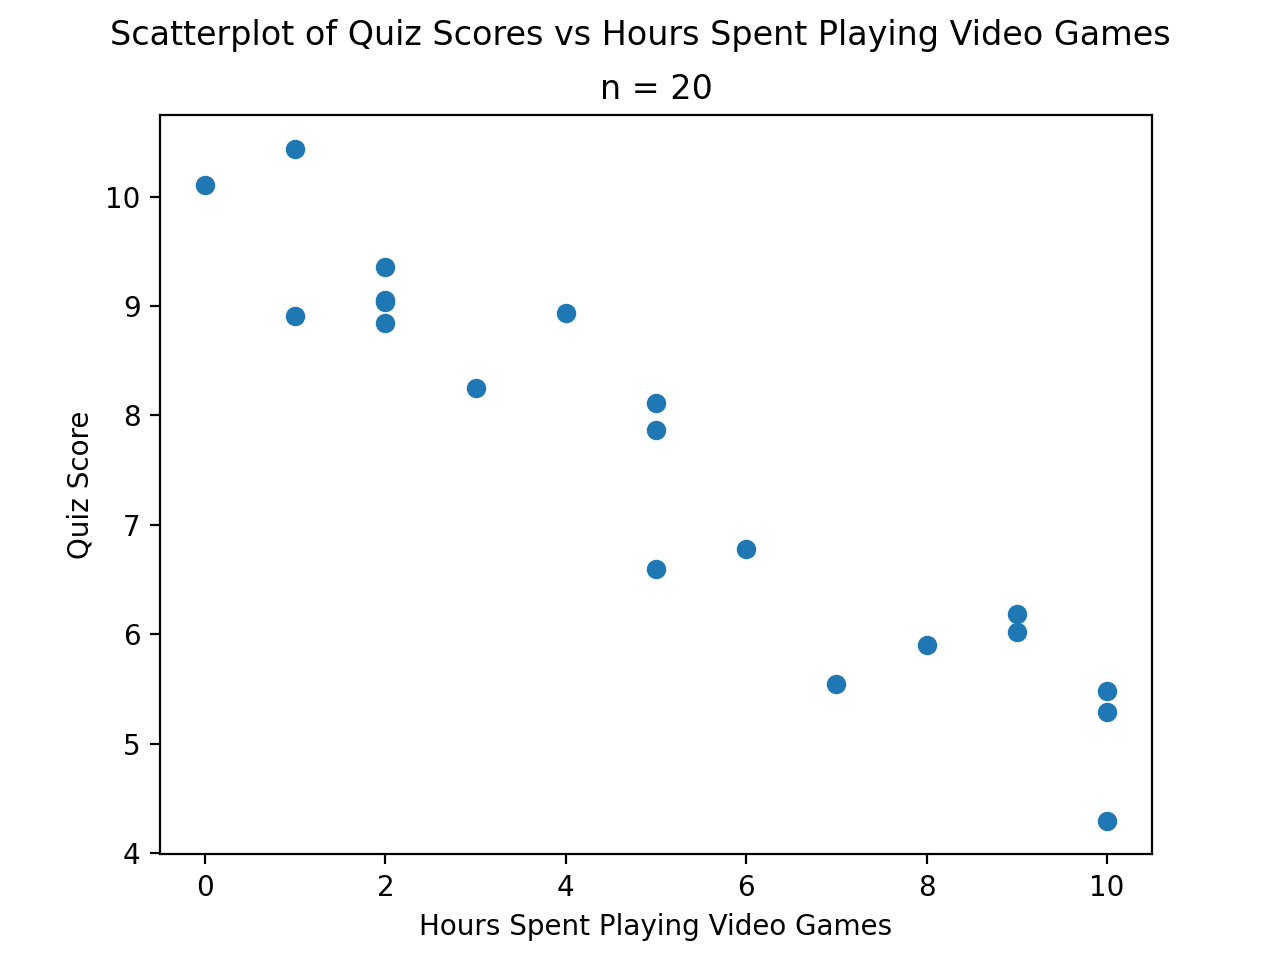 Scatterplot of Quiz Scores vs Hours Spent Playing Video Games
n = 20
10
9
8
7
6
5
4
Quiz Score
0 2 4 6 8 10
Hours Spent Playing Video Games